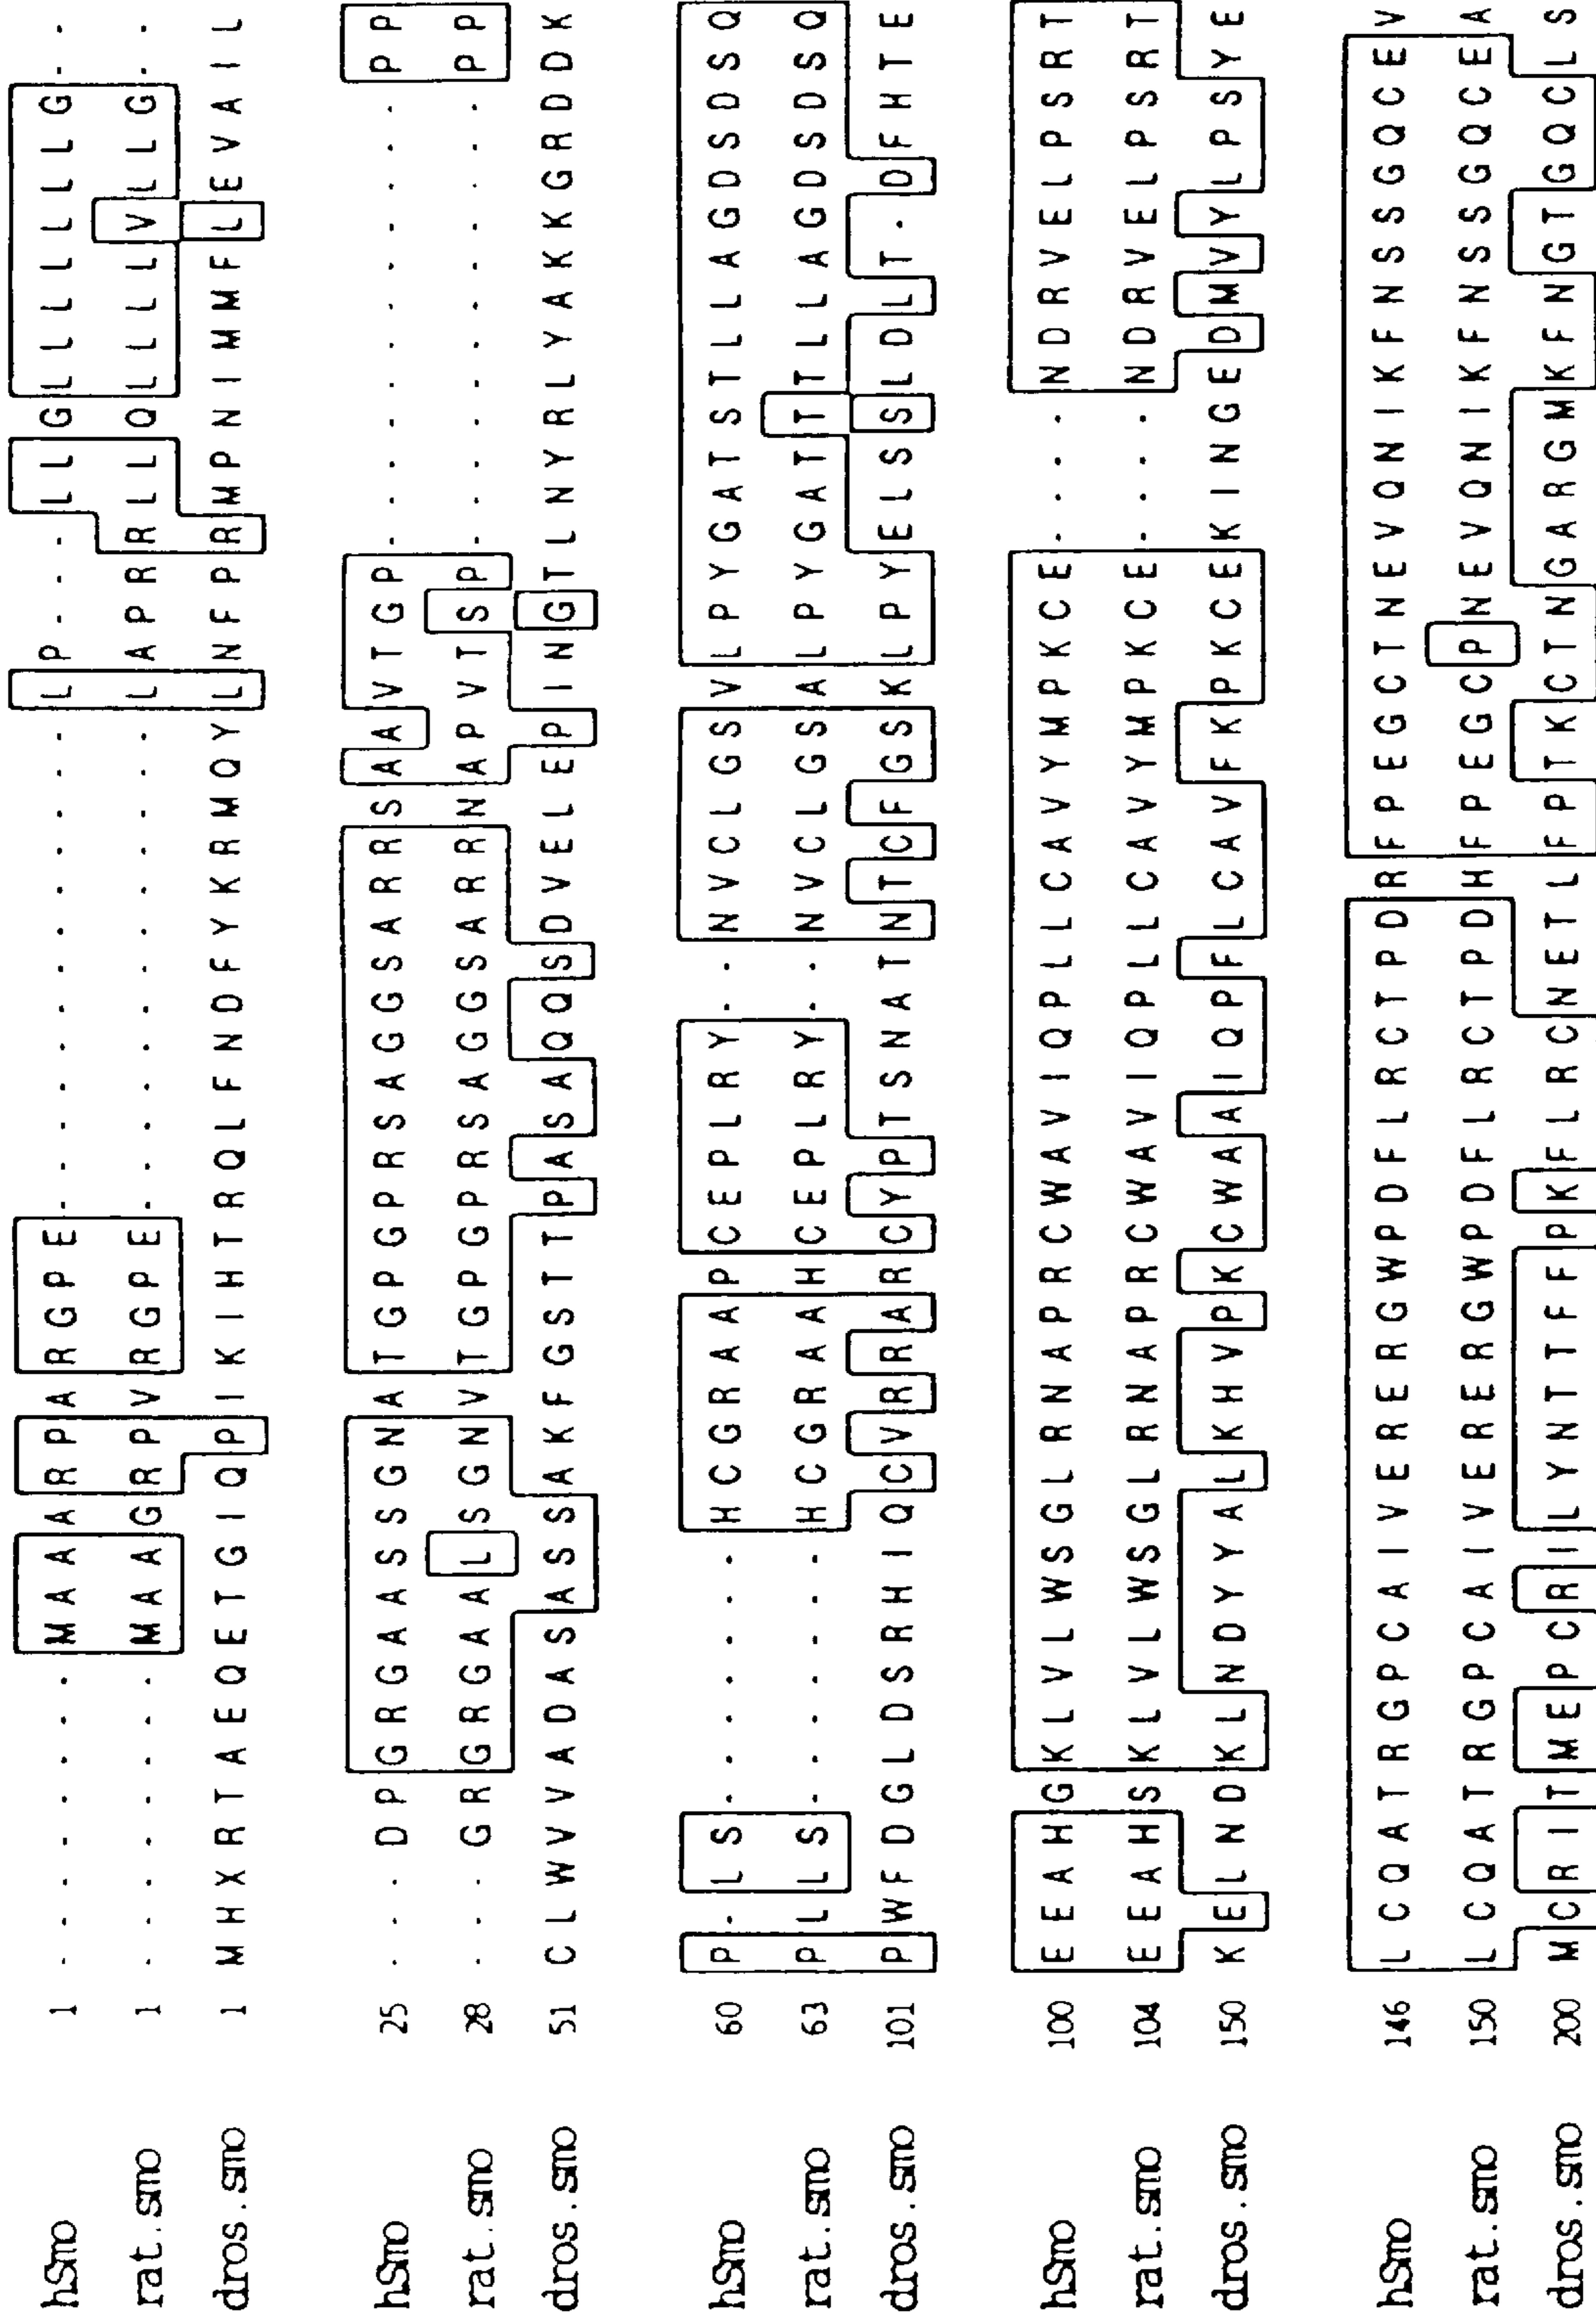 hSmo 1 . . . . . . . . M A A A R P A R G P E . . . . . . . . . . . . . L P . . . L L G L L L L L L L G . .
rat.smo 1 . . . . . . . . M A A G R P V R G P E . . . . . . . . . . . . . L A P R R L L Q L L L L V L L G . .
dros.smo 1 M H X R T A E Q E T G I Q P I K I H T R Q L F N D F Y K R M Q Y L N F P R M P N I M M F L E V A I L
hSmo 25 . . . D P G R G A A S S G N A T G P G P R S A G G S A R R S A A V T G P . . . . . . . . . . . . P P
rat.smo 28 . . . G R G R G A A L S G N V T G P G P R S A G G S A R R N A P V T S P . . . . . . . . . . . . P P
dros.smo 51 C L W V V A D A S A S S A K F G S T T P A S A Q Q S D V E L E P I N G T L N Y R L Y A K K G R D D K
hSmo 60 P . L S . . . . . . . H C G R A A P C E P L R Y . . N V C L G S V L P Y G A T S T L L A G D S D S Q
rat.smo 63 P L L S . . . . . . . H C G R A A H C E P L R Y . . N V C L G S A L P Y G A T T T L L A G D S D S Q
dros.smo 101 P W F D G L D S R H I Q C V R R A R C Y P T S N A T N T C F G S K L P Y E L S S L D L T . D F H T E
hSmo 100 E E A H G K L V L W S G L R N A P R C W A V I Q P L L C A V Y M P K C E . . . . N D R V E L P S R T
rat.smo 104 E E A H S K L V L W S G L R N A P R C W A V I Q P L L C A V Y M P K C E . . . . N D R V E L P S R T
dros.smo 150 K E L N D K L N D Y Y A L K H V P K C W A A I Q P F L C A V F K P K C E K I N G E D M V Y L P S Y E
hSmo 146 L C Q A T R G P C A I V E R E R G W P D F L R C T P D R F P E G C T N E V Q N I K F N S S G Q C E V
rat.smo 150 L C Q A T R G P C A I V E R E R G W P D F L R C T P D H F P E G C P N E V Q N I K F N S S G Q C E A
dros.smo 200 M C R I T M E P C R I L Y N T T F F P K F L R C N E T L F P T K C T N G A R G M K F N G T G Q C L S